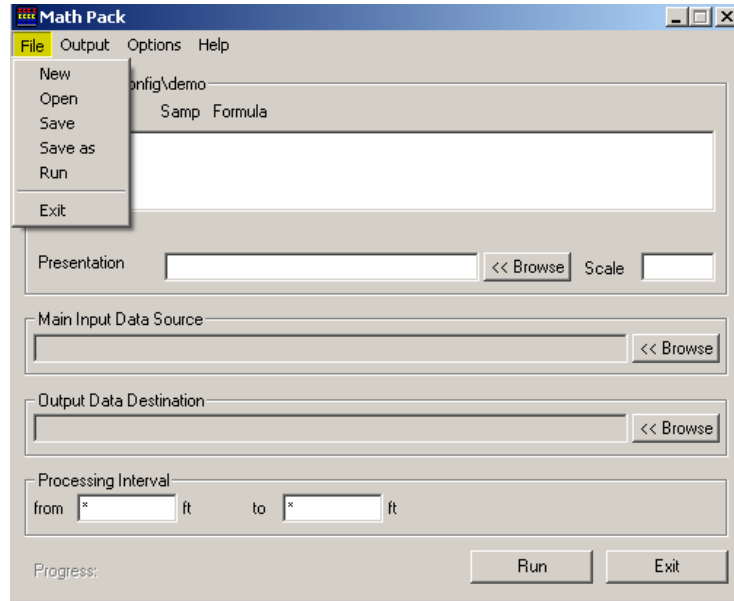 Math Pack
File Output Options Help
New
Open
Save
Save as
Run
Exit
onfig\demo
Samp Formula
Presentation << Browse Scale
Main Input Data Source
<< Browse
Output Data Destination
<< Browse
Processing Interval
from * ft to * ft
Progress: Run Exit